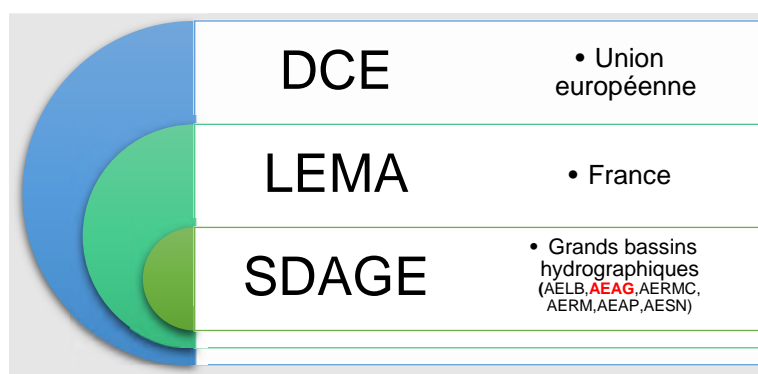 DCE
• Union
européenne
LEMA
• France
SDAGE
• Grands bassins
hydrographiques
(AELB,AEAG,AERMC,
AERM,AEAP,AESN)